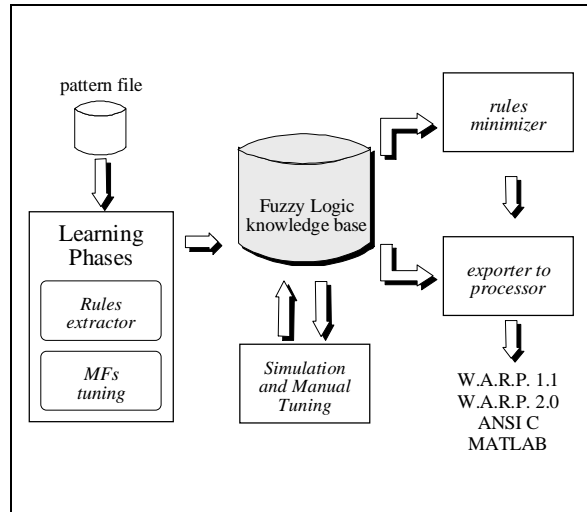 pattern file
Learning
Phases
Rules
extractor
MFs
tuning
Fuzzy Logic
knowledge base
Simulation
and Manual
Tuning
rules
minimizer
exporter to
processor
W.A.R.P. 1.1
W.A.R.P. 2.0
ANSI C
MATLAB